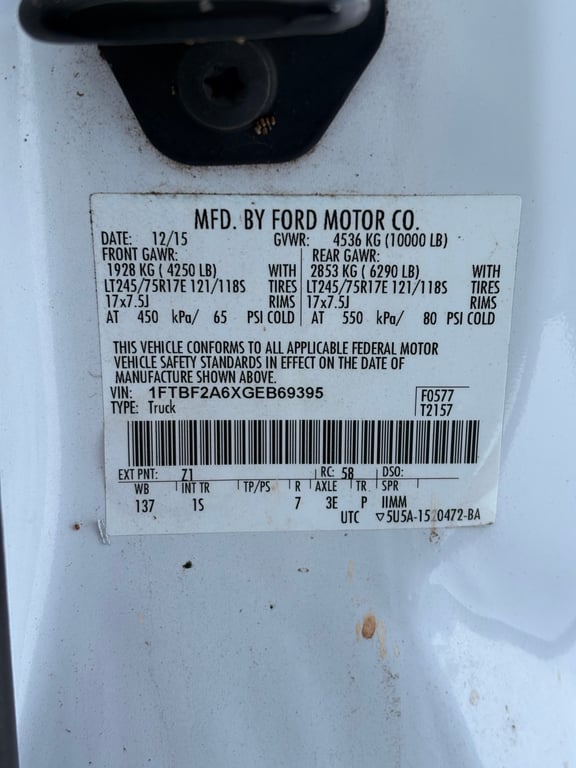 MFD. BY FORD MOTOR CO.
DATE: 12/15 GVWR: 4536 KG (10000 LB)
FRONT GAWR: REAR GAWR:
1928 KG ( 4250 LB) WITH 2853 KG ( 6290 LB) WITH
LT245/75R17E 121/118S TIRES LT245/75R17E 121/118S TIRES
17x7.5J RIMS 17x7.5J RIMS
AT 450 kPa/ 65 PSI COLD AT 550 kPa/ 80 PSI COLD
THIS VEHICLE CONFORMS TO ALL APPLICABLE FEDERAL MOTOR
VEHICLE SAFETY STANDARDS IN EFFECT ON THE DATE OF
MANUFACTURE SHOWN ABOVE.
VIN: 1FTBF2A6XGEB69395 F0577
TYPE: Truck T2157
EXT PNT: Z1 RC: 58 DSO:
WB INT TR TP/PS R AXLE TR SPR
137 1S 7 3E P IIMM
UTC ▽5U5A-1520472-BA